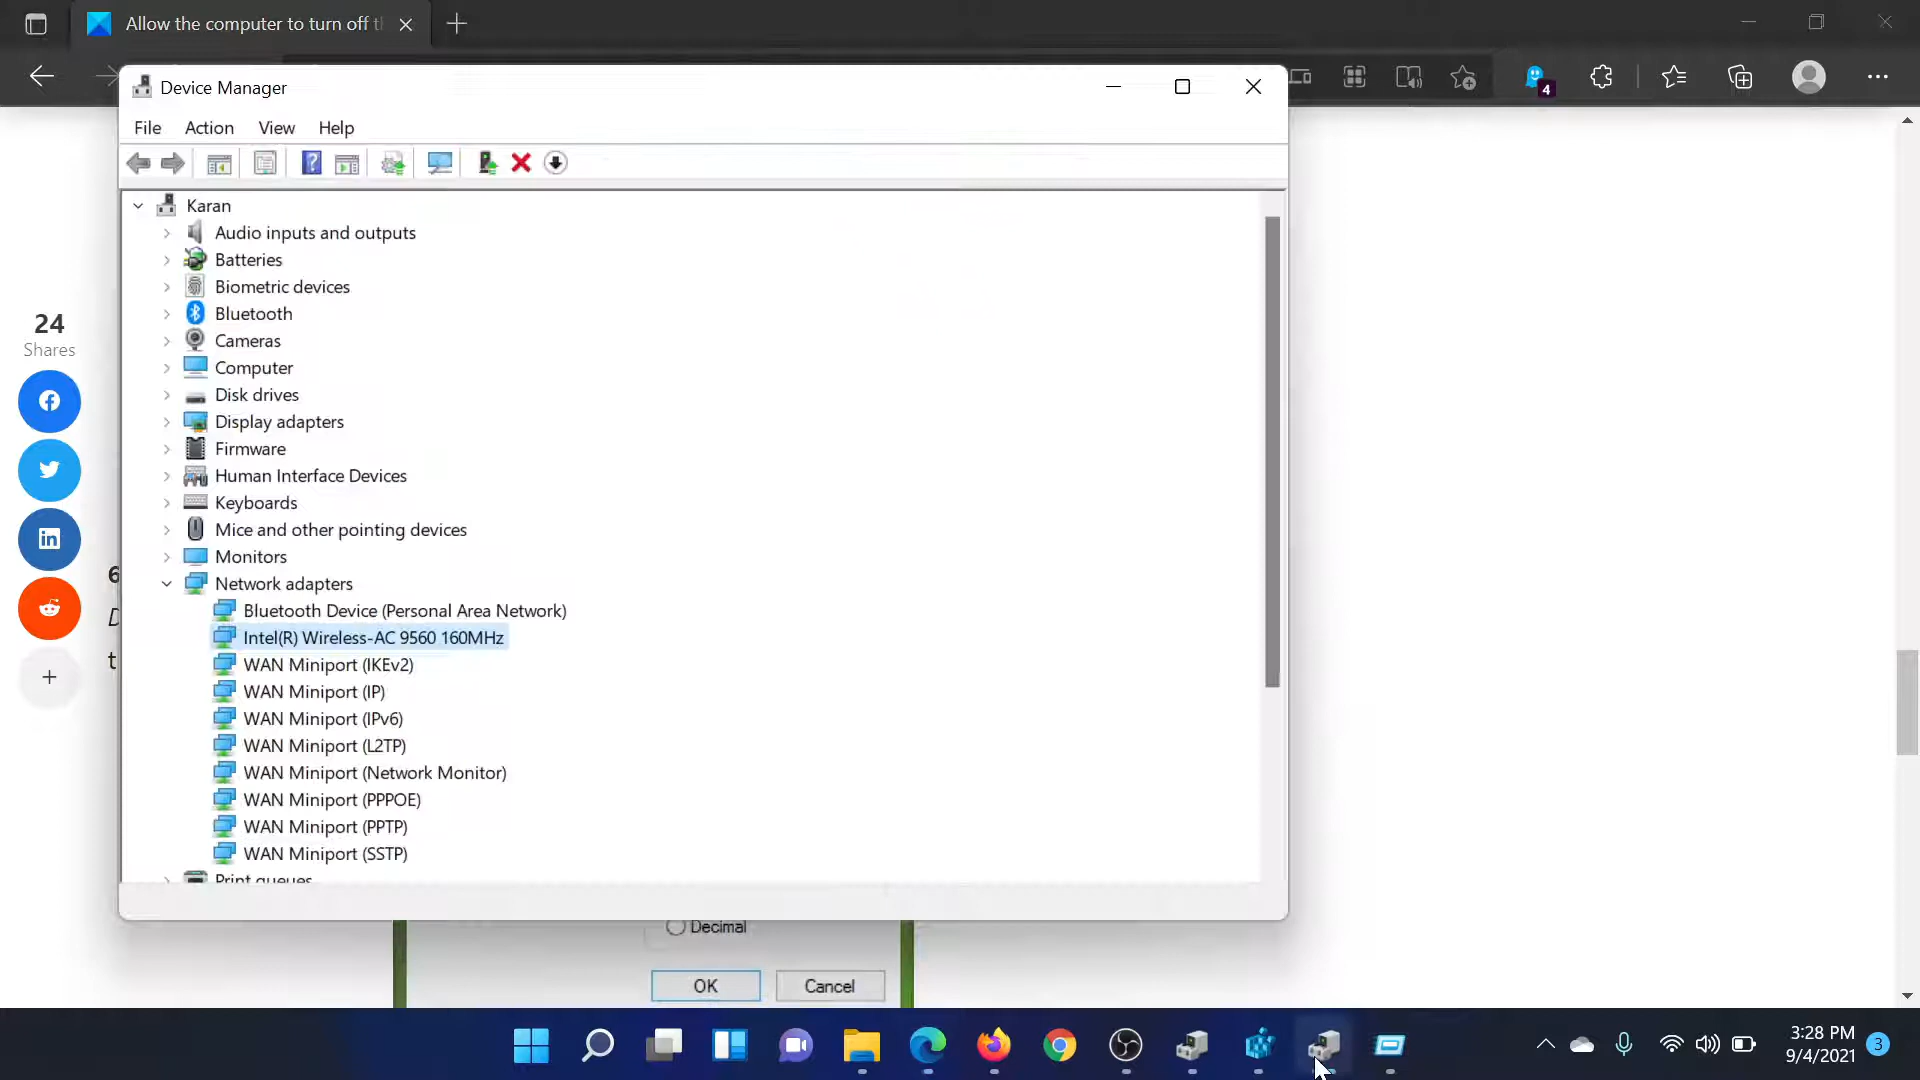 Allow the computer to turn off t
4
Device Manager
File Action View Help
Karan
Audio inputs and outputs
Batteries
Biometric devices
Bluetooth
Cameras
Computer
Disk drives
Display adapters
Firmware
Human Interface Devices
Keyboards
Mice and other pointing devices
Monitors
Network adapters
Bluetooth Device (Personal Area Network)
Intel(R) Wireless-AC 9560 160MHz
WAN Miniport (IKEv2)
WAN Miniport (IP)
WAN Miniport (IPv6)
WAN Miniport (L2TP)
WAN Miniport (Network Monitor)
WAN Miniport (PPPOE)
WAN Miniport (PPTP)
WAN Miniport (SSTP)
Print queues
24
Shares
6
D
t
Decimal
OK Cancel
3:28 PM
9/4/2021
3